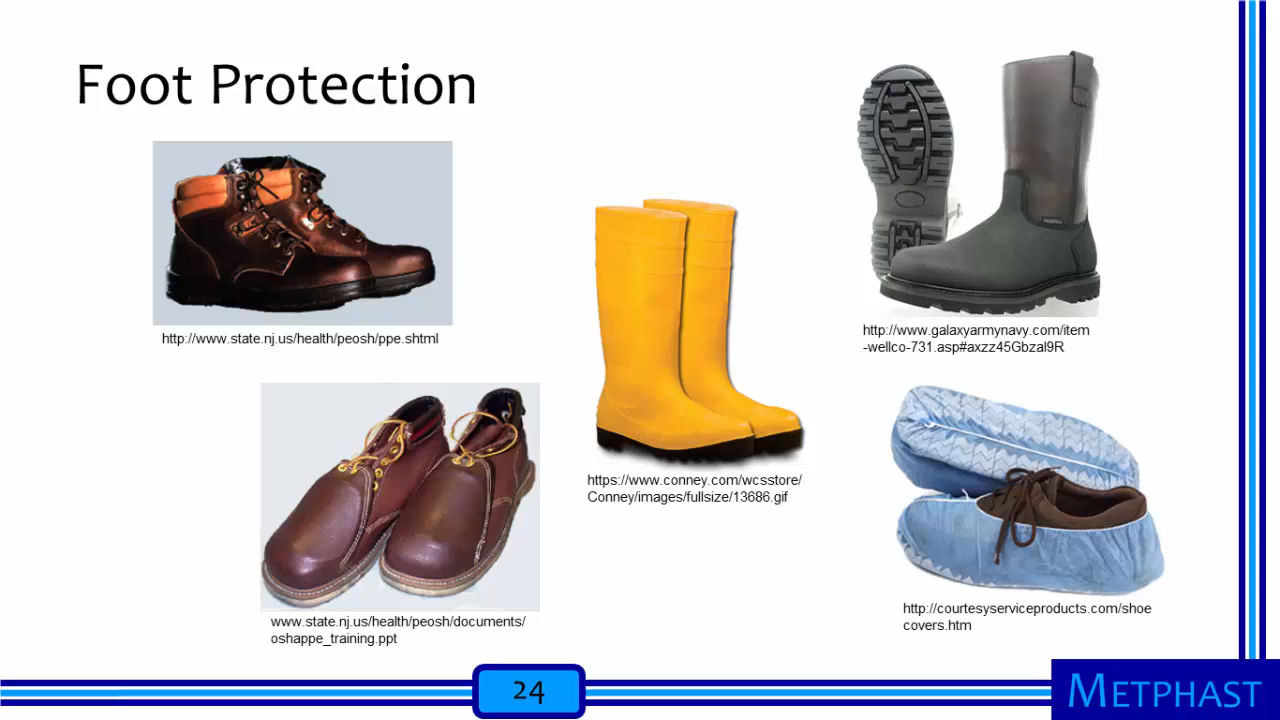 Foot Protection
http://www.state.nj.us/health/peosh/ppe.shtml
http://www.galaxyarmynavy.com/item
-wellco-731.asp#axzz45Gbzal9R
https://www.conney.com/wcsstore/
Conney/images/fullsize/13686.gif
www.state.nj.us/health/peosh/documents/
oshappe_training.ppt
http://courtesyserviceproducts.com/shoe
covers.htm
24
METPHAST